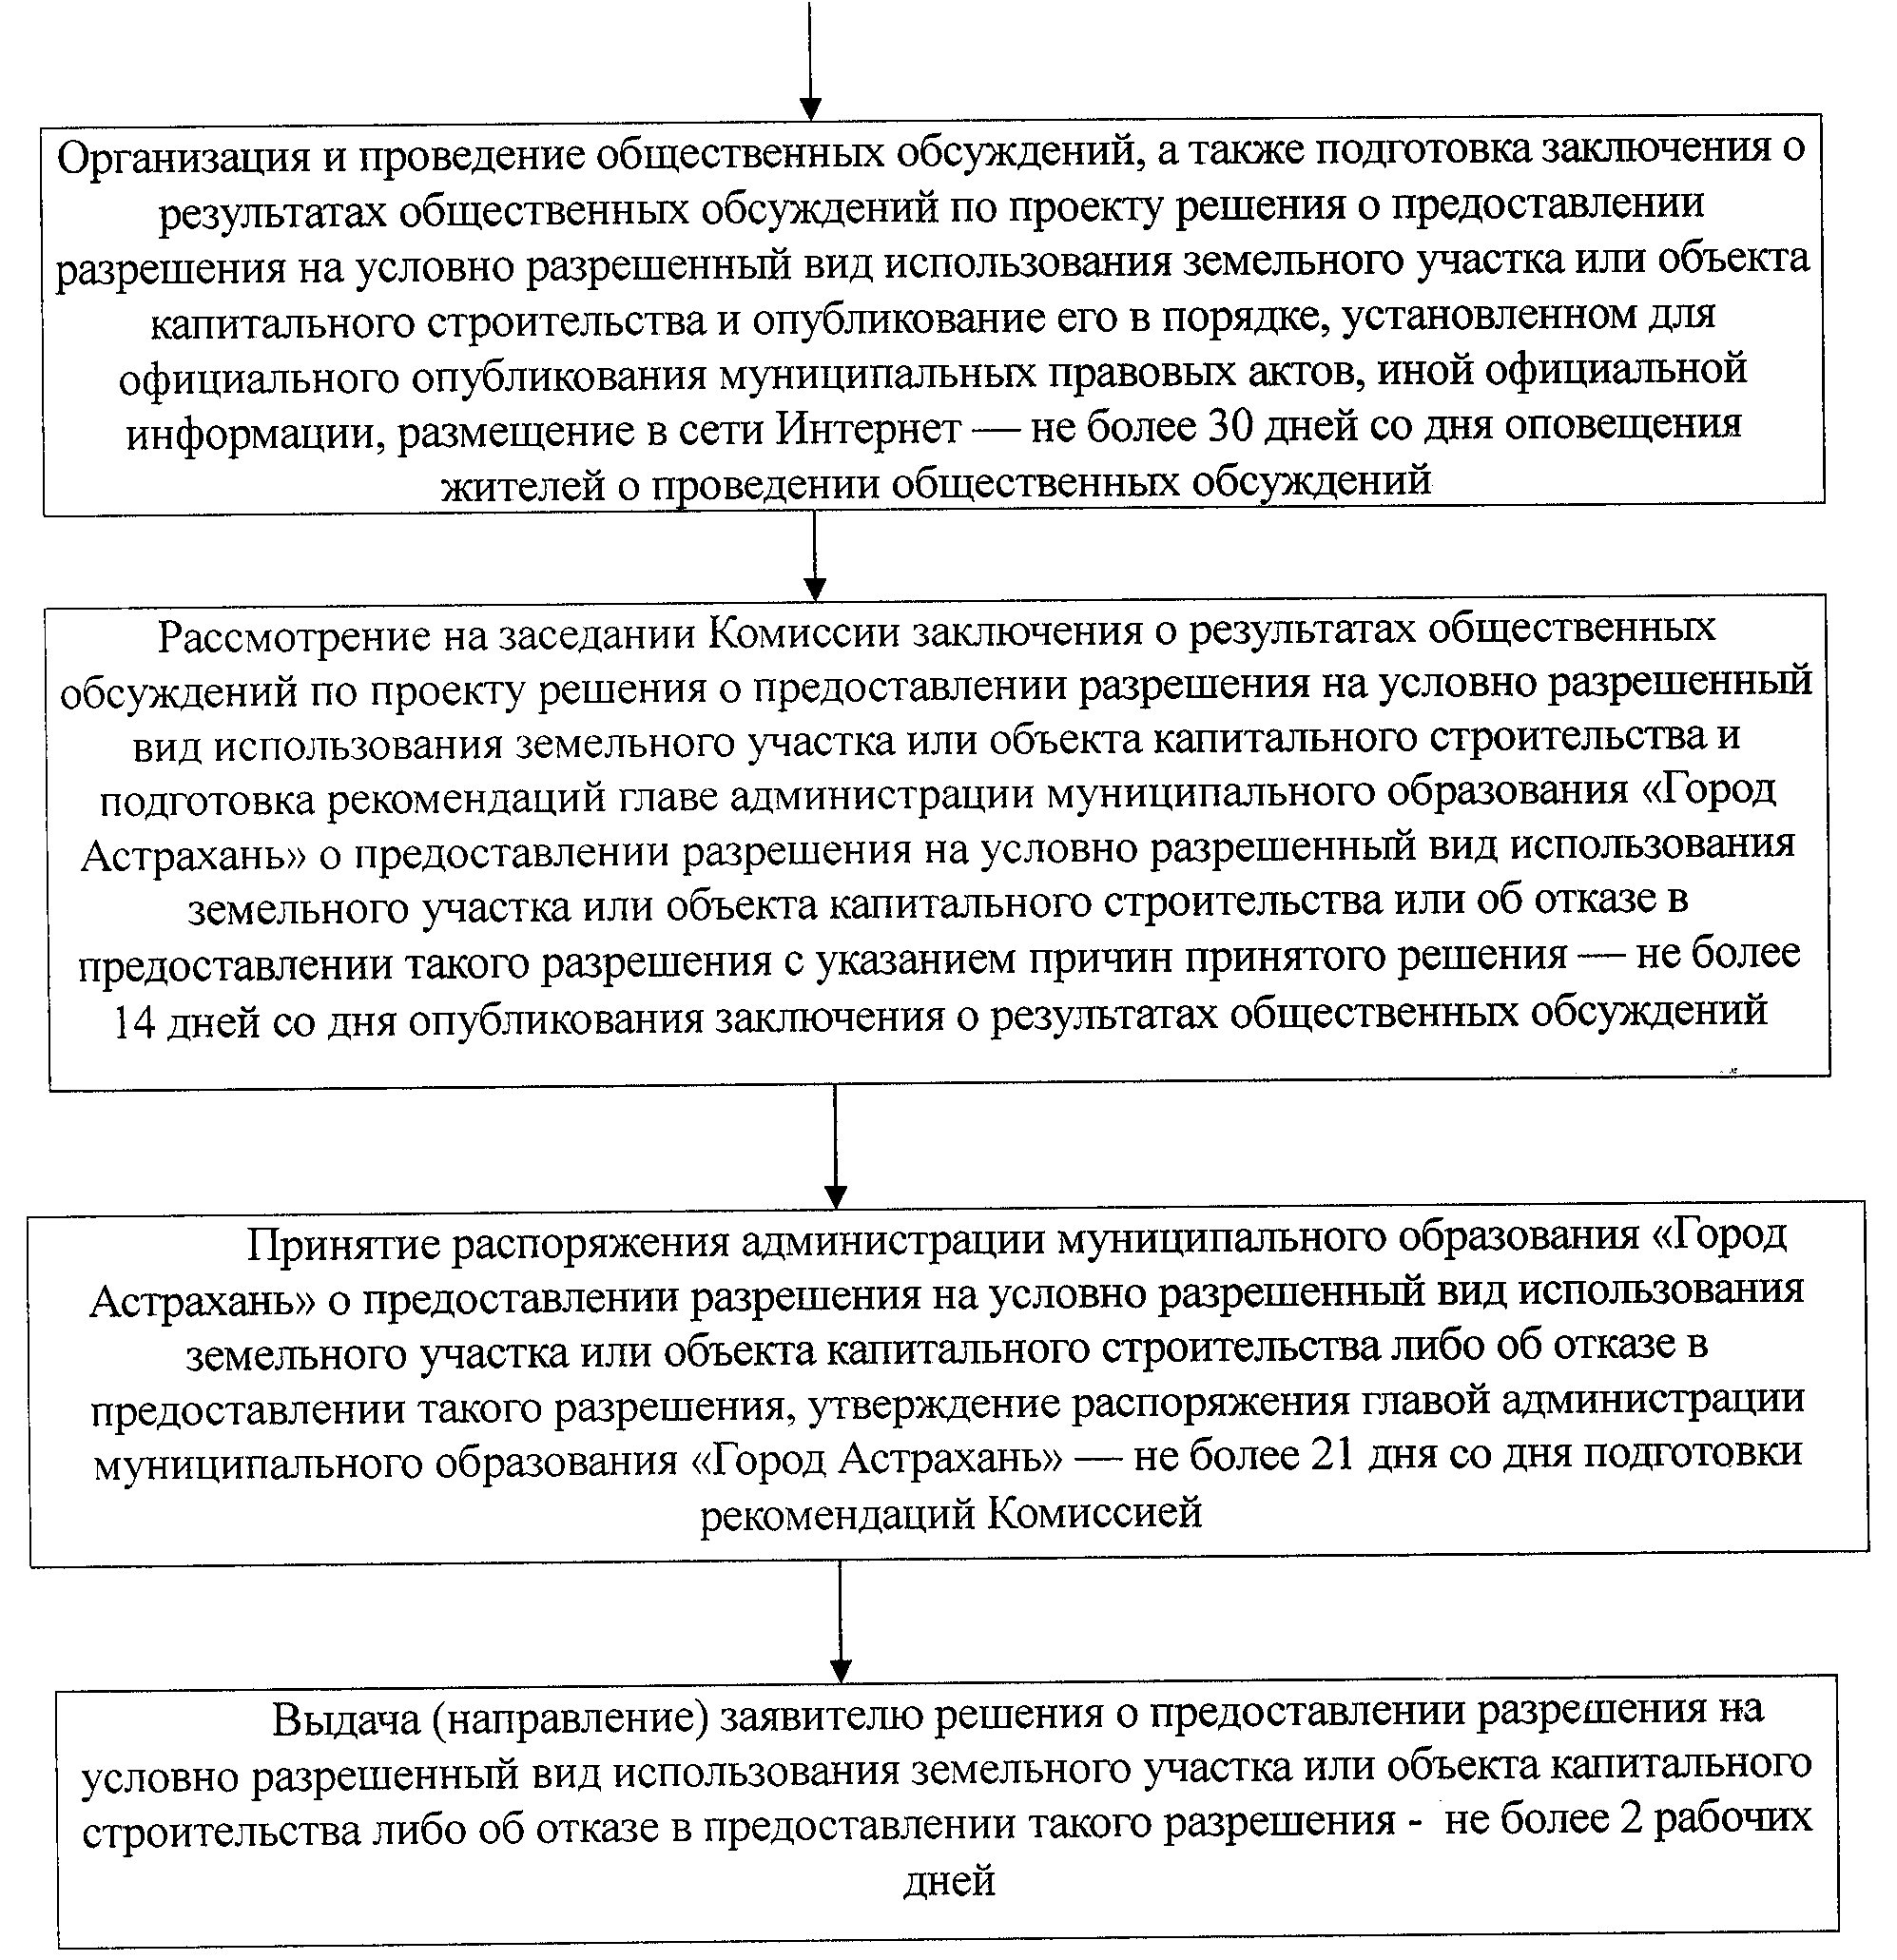 Организация и проведение общественных обсуждений, а также подготовка заключения о
результатах общественных обсуждений по проекту решения о предоставлении
разрешения на условно разрешенный вид использования земельного участка или объекта
капитального строительства и опубликование его в порядке, установленном для
официального опубликования муниципальных правовых актов, иной официальной
информации, размещение в сети Интернет — не более 30 дней со дня оповещения
жителей о проведении общественных обсуждений
Рассмотрение на заседании Комиссии заключения о результатах общественных
обсуждений по проекту решения о предоставлении разрешения на условно разрешенный
вид использования земельного участка или объекта капитального строительства и
подготовка рекомендаций главе администрации муниципального образования «Город
Астрахань» о предоставлении разрешения на условно разрешенный вид использования
земельного участка или объекта капитального строительства или об отказе в
предоставлении такого разрешения с указанием причин принятого решения — не более
14 дней со дня опубликования заключения о результатах общественных обсуждений
Принятие распоряжения администрации муниципального образования «Город
Астрахань» о предоставлении разрешения на условно разрешенный вид использования
земельного участка или объекта капитального строительства либо об отказе в
предоставлении такого разрешения, утверждение распоряжения главой администрации
муниципального образования «Город Астрахань» — не более 21 дня со дня подготовки
рекомендаций Комиссией
Выдача (направление) заявителю решения о предоставлении разрешения на
условно разрешенный вид использования земельного участка или объекта капитального
строительства либо об отказе в предоставлении такого разрешения - не более 2 рабочих
дней